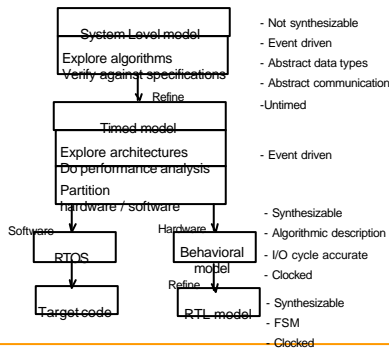 System Level model
Explore algorithms
Verify against specifications
- Not synthesizable
- Event driven
- Abstract data types
- Abstract communication
-Untimed
Refine
Timed model
Explore architectures
Do performance analysis
Partition
hardware / software
- Event driven
Software
Hardware
RTOS
Behavioral
model
- Synthesizable
- Algorithmic description
- I/O cycle accurate
- Clocked
Refine
Target code
RTL model
- Synthesizable
- FSM
- Clocked